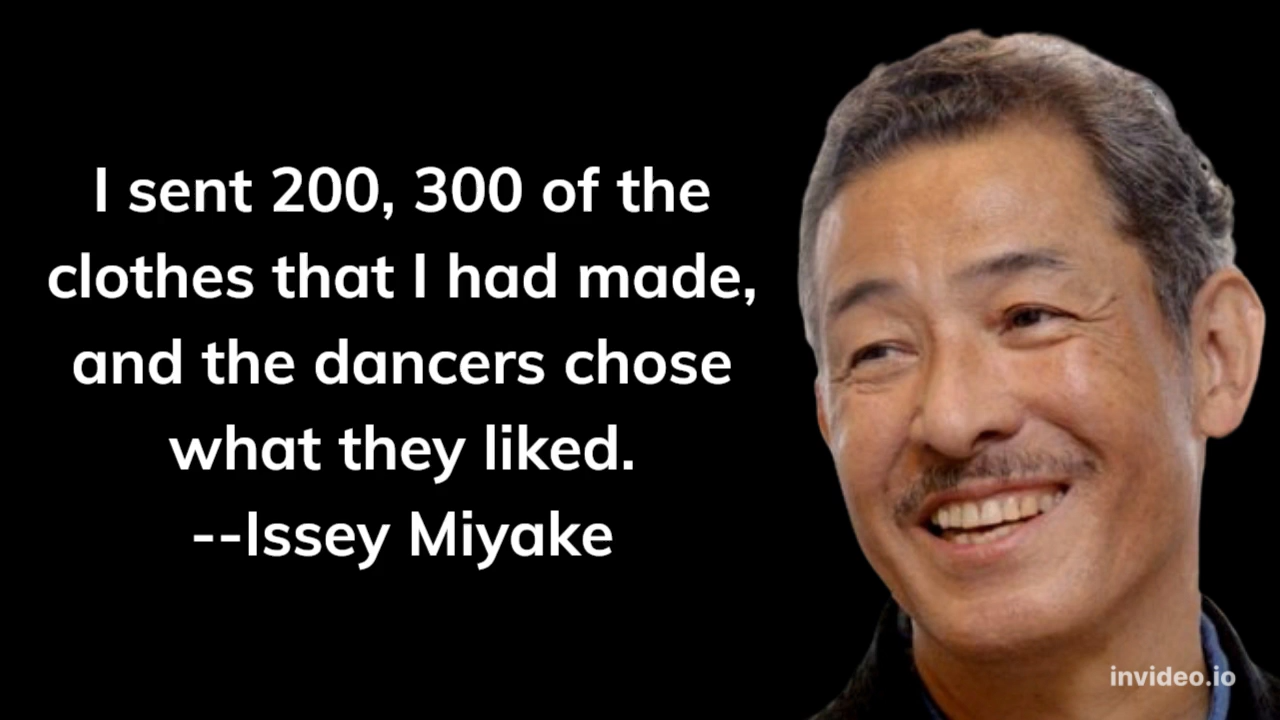 I sent 200, 300 of the
clothes that I had made,
and the dancers chose
what they liked.
--Issey Miyake
invideo.io